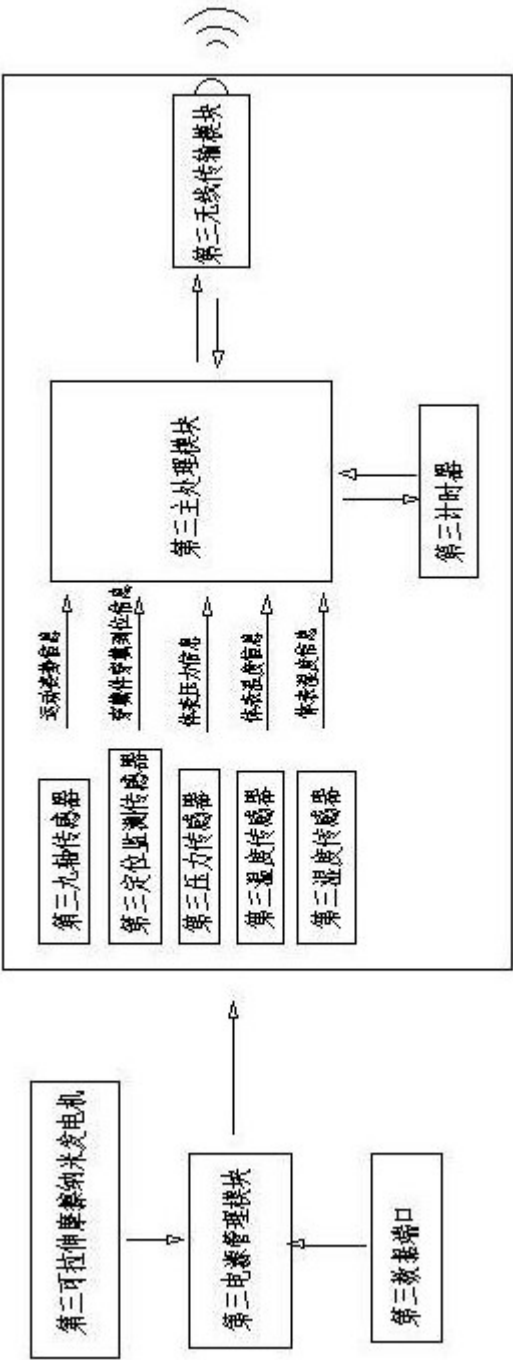 第三可拉伸摩擦纳米发电机
第三电源管理模块
第三数据端口
第三九轴传感器
第三定位监测传感器
第三压力传感器
第三温度传感器
第三湿度传感器
运动姿势信息
穿戴件穿戴到位信息
体表压力信息
体表温度信息
体表湿度信息
第三主处理模块
第三计时器
第三无线传输模块